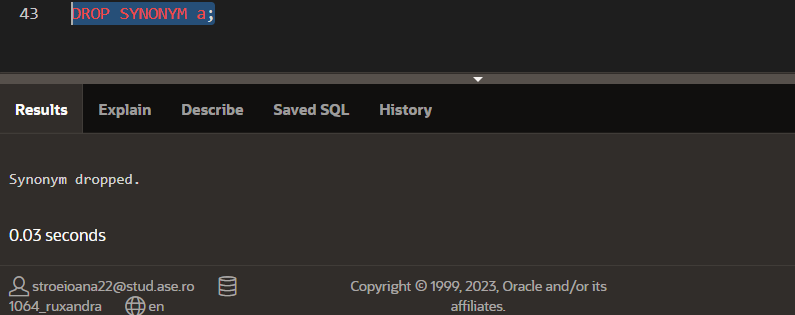 43 DROP SYNONYM a;
Results Explain Describe Saved SQL History
Synonym dropped.
0.03 seconds
stroeioana22@stud.ase.ro
1064_ruxandra en
Copyright © 1999, 2023, Oracle and/or its
affiliates.